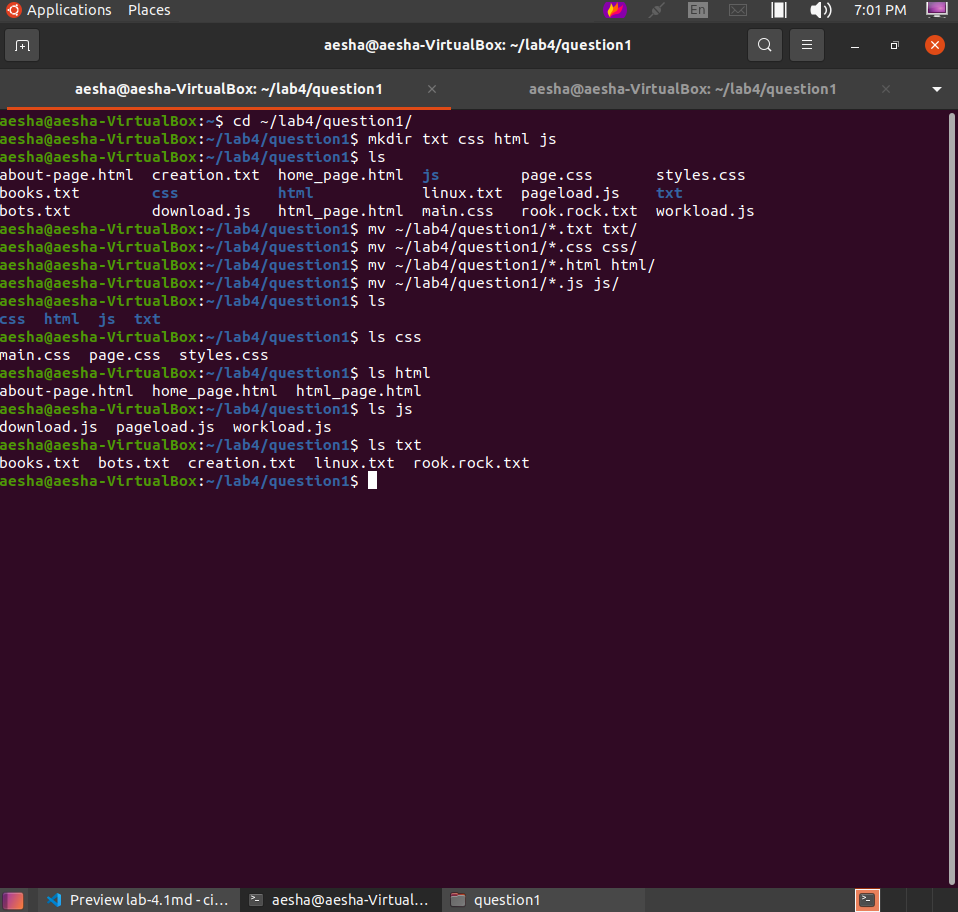 Applications Places En 7:01 PM
aesha@aesha-VirtualBox: ~/lab4/question1
aesha@aesha-VirtualBox: ~/lab4/question1 × aesha@aesha-VirtualBox: ~/lab4/question1 ×
aesha@aesha-VirtualBox:~$ cd ~/lab4/question1/
aesha@aesha-VirtualBox:~/lab4/question1$ mkdir txt css html js
aesha@aesha-VirtualBox:~/lab4/question1$ ls
about-page.html creation.txt home_page.html js page.css styles.css
books.txt css html linux.txt pageload.js txt
bots.txt download.js html_page.html main.css rook.rock.txt workload.js
aesha@aesha-VirtualBox:~/lab4/question1$ mv ~/lab4/question1/*.txt txt/
aesha@aesha-VirtualBox:~/lab4/question1$ mv ~/lab4/question1/*.css css/
aesha@aesha-VirtualBox:~/lab4/question1$ mv ~/lab4/question1/*.html html/
aesha@aesha-VirtualBox:~/lab4/question1$ mv ~/lab4/question1/*.js js/
aesha@aesha-VirtualBox:~/lab4/question1$ ls
css html js txt
aesha@aesha-VirtualBox:~/lab4/question1$ ls css
main.css page.css styles.css
aesha@aesha-VirtualBox:~/lab4/question1$ ls html
about-page.html home_page.html html_page.html
aesha@aesha-VirtualBox:~/lab4/question1$ ls js
download.js pageload.js workload.js
aesha@aesha-VirtualBox:~/lab4/question1$ ls txt
books.txt bots.txt creation.txt linux.txt rook.rock.txt
aesha@aesha-VirtualBox:~/lab4/question1$
Preview lab-4.1md - ci... aesha@aesha-Virtual... question1